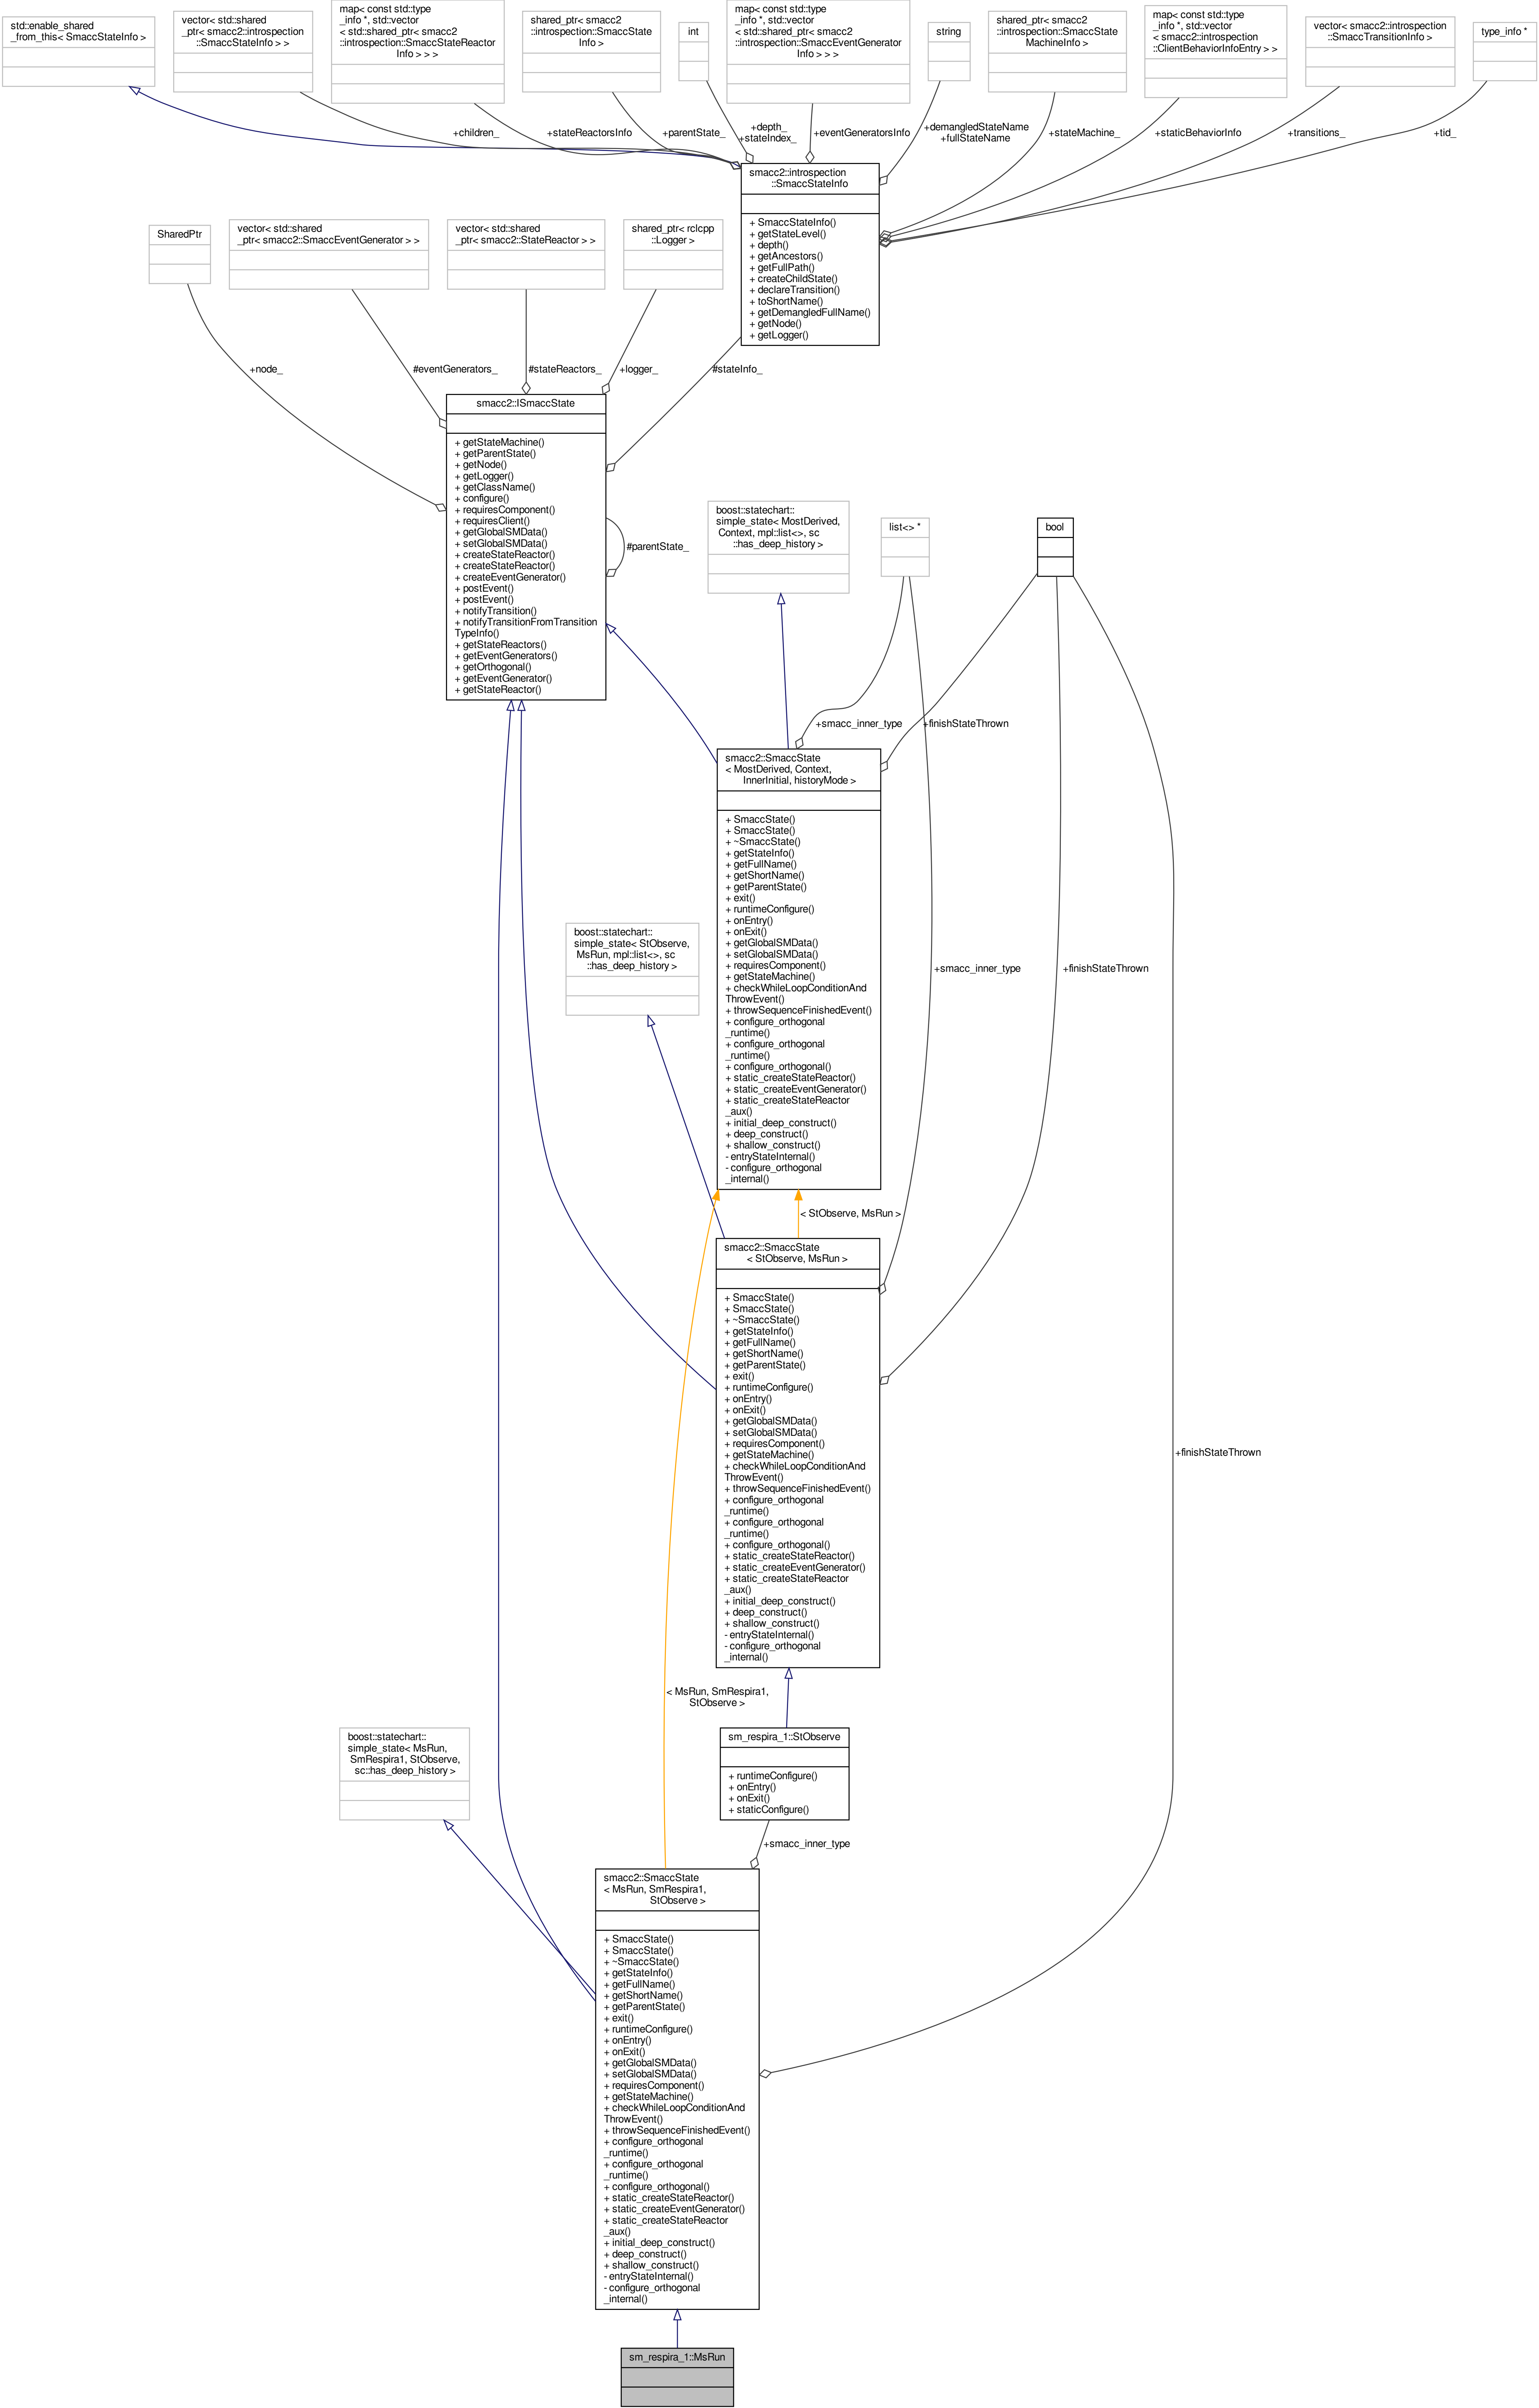 std::enable_shared
_from_this< SmaccStateInfo >
vector< std::shared
_ptr< smacc2::introspection
::SmaccStateInfo > >
map< const std::type
_info *, std::vector
< std::shared_ptr< smacc2
::introspection::SmaccStateReactor
Info > > >
shared_ptr< smacc2
::introspection::SmaccState
Info >
int
map< const std::type
_info *, std::vector
< std::shared_ptr< smacc2
::introspection::SmaccEventGenerator
Info > > >
string
shared_ptr< smacc2
::introspection::SmaccState
MachineInfo >
map< const std::type
_info *, std::vector
< smacc2::introspection
::ClientBehaviorInfoEntry > >
vector< smacc2::introspection
::SmaccTransitionInfo >
type_info *
+children_
+stateReactorsInfo
+parentState_
+depth_
+stateIndex_
+eventGeneratorsInfo
+demangledStateName
+fullStateName
+stateMachine_
+staticBehaviorInfo
+transitions_
+tid_
smacc2::introspection
::SmaccStateInfo
+ SmaccStateInfo()
+ getStateLevel()
+ depth()
+ getAncestors()
+ getFullPath()
+ createChildState()
+ declareTransition()
+ toShortName()
+ getDemangledFullName()
+ getNode()
+ getLogger()
SharedPtr
vector< std::shared
_ptr< smacc2::SmaccEventGenerator > >
vector< std::shared
_ptr< smacc2::StateReactor > >
shared_ptr< rclcpp
::Logger >
+node_
#eventGenerators_
#stateReactors_
+logger_
#stateInfo_
smacc2::ISmaccState
+ getStateMachine()
+ getParentState()
+ getNode()
+ getLogger()
+ getClassName()
+ configure()
+ requiresComponent()
+ requiresClient()
+ getGlobalSMData()
+ setGlobalSMData()
+ createStateReactor()
+ createStateReactor()
+ createEventGenerator()
+ postEvent()
+ postEvent()
+ notifyTransition()
+ notifyTransitionFromTransition
TypeInfo()
+ getStateReactors()
+ getEventGenerators()
+ getOrthogonal()
+ getEventGenerator()
+ getStateReactor()
#parentState_
boost::statechart::
simple_state< MostDerived,
Context, mpl::list<>, sc
::has_deep_history >
list<> *
bool
+smacc_inner_type
+finishStateThrown
smacc2::SmaccState
< MostDerived, Context,
InnerInitial, historyMode >
+ SmaccState()
+ SmaccState()
+ ~SmaccState()
+ getStateInfo()
+ getFullName()
+ getShortName()
+ getParentState()
+ exit()
+ runtimeConfigure()
+ onEntry()
+ onExit()
+ getGlobalSMData()
+ setGlobalSMData()
+ requiresComponent()
+ getStateMachine()
+ checkWhileLoopConditionAnd
ThrowEvent()
+ throwSequenceFinishedEvent()
+ configure_orthogonal
_runtime()
+ configure_orthogonal
_runtime()
+ configure_orthogonal()
+ static_createStateReactor()
+ static_createEventGenerator()
+ static_createStateReactor
_aux()
+ initial_deep_construct()
+ deep_construct()
+ shallow_construct()
- entryStateInternal()
- configure_orthogonal
_internal()
boost::statechart::
simple_state< StObserve,
MsRun, mpl::list<>, sc
::has_deep_history >
+smacc_inner_type
+finishStateThrown
< StObserve, MsRun >
smacc2::SmaccState
< StObserve, MsRun >
+ SmaccState()
+ SmaccState()
+ ~SmaccState()
+ getStateInfo()
+ getFullName()
+ getShortName()
+ getParentState()
+ exit()
+ runtimeConfigure()
+ onEntry()
+ onExit()
+ getGlobalSMData()
+ setGlobalSMData()
+ requiresComponent()
+ getStateMachine()
+ checkWhileLoopConditionAnd
ThrowEvent()
+ throwSequenceFinishedEvent()
+ configure_orthogonal
_runtime()
+ configure_orthogonal
_runtime()
+ configure_orthogonal()
+ static_createStateReactor()
+ static_createEventGenerator()
+ static_createStateReactor
_aux()
+ initial_deep_construct()
+ deep_construct()
+ shallow_construct()
- entryStateInternal()
- configure_orthogonal
_internal()
+finishStateThrown
< MsRun, SmRespira1,
StObserve >
sm_respira_1::StObserve
+ runtimeConfigure()
+ onEntry()
+ onExit()
+ staticConfigure()
boost::statechart::
simple_state< MsRun,
SmRespira1, StObserve,
sc::has_deep_history >
+smacc_inner_type
smacc2::SmaccState
< MsRun, SmRespira1,
StObserve >
+ SmaccState()
+ SmaccState()
+ ~SmaccState()
+ getStateInfo()
+ getFullName()
+ getShortName()
+ getParentState()
+ exit()
+ runtimeConfigure()
+ onEntry()
+ onExit()
+ getGlobalSMData()
+ setGlobalSMData()
+ requiresComponent()
+ getStateMachine()
+ checkWhileLoopConditionAnd
ThrowEvent()
+ throwSequenceFinishedEvent()
+ configure_orthogonal
_runtime()
+ configure_orthogonal
_runtime()
+ configure_orthogonal()
+ static_createStateReactor()
+ static_createEventGenerator()
+ static_createStateReactor
_aux()
+ initial_deep_construct()
+ deep_construct()
+ shallow_construct()
- entryStateInternal()
- configure_orthogonal
_internal()
sm_respira_1::MsRun